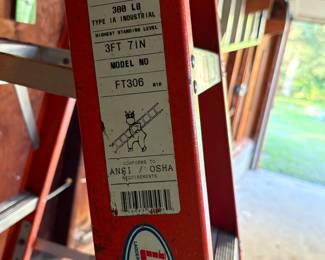 300 LB
TYPE IA INDUSTRIAL
HIGHEST STANDING LEVEL
3FT 7IN
MODEL NO
FT306
CONFORMS TO
ANSI / OSHA
REQUIREMENTS